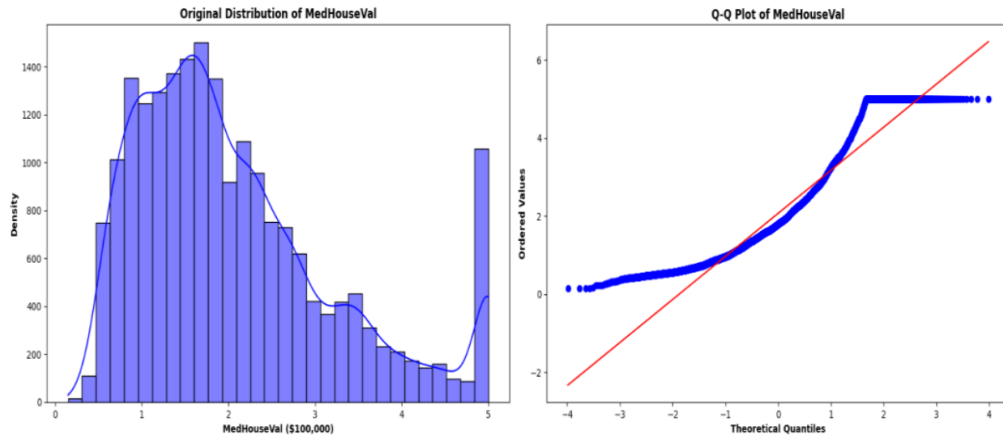 Original Distribution of MedHouseVal
Density
1400
1200
1000
800
600
400
200
0
0 1 2 3 4 5
MedHouseVal ($100,000)
Q-Q Plot of MedHouseVal
Ordered Values
6
4
2
0
−2
−4 −3 −2 −1 0 1 2 3 4
Theoretical Quantiles